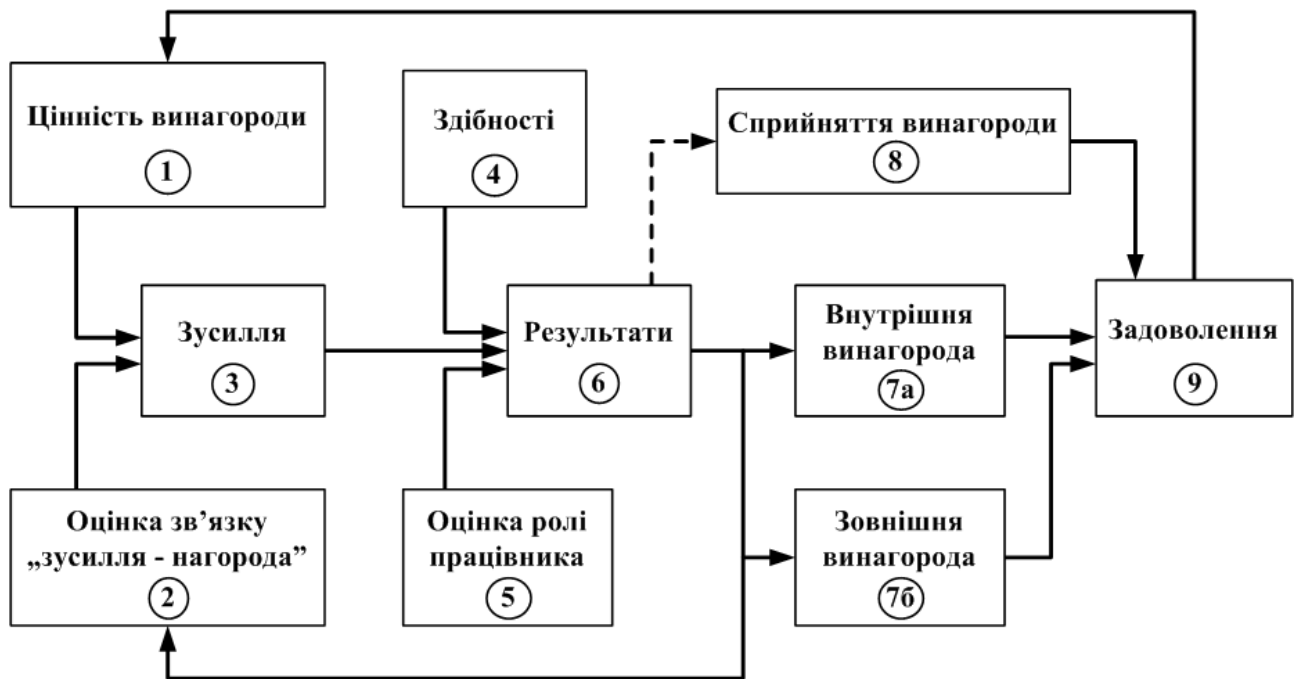 Цінність винагороди
1
Здібності
4
Сприйняття винагороди
8
Зусилля
3
Результати
6
Внутрішня
винагорода
7а
Задоволення
9
Оцінка зв’язку
„зусилля - нагорода”
2
Оцінка ролі
працівника
5
Зовнішня
винагорода
7б